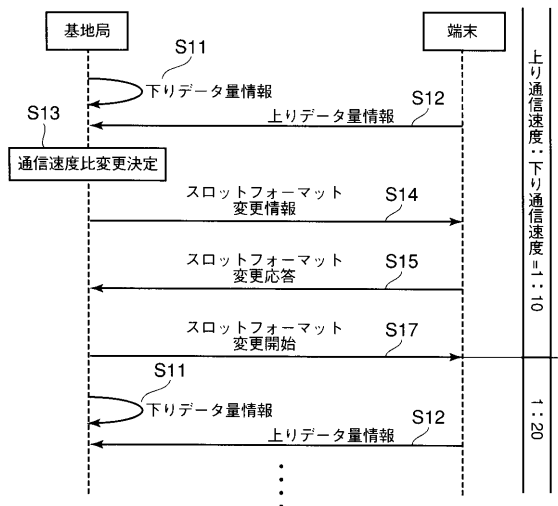 基地局
端末
S11
下りデータ量情報
S12
上りデータ量情報
S13
通信速度比変更決定
スロットフォーマット
変更情報
S14
スロットフォーマット
変更応答
S15
スロットフォーマット
変更開始
S17
S11
下りデータ量情報
S12
上りデータ量情報
上り通信速度:下り通信速度=1:10
1:20